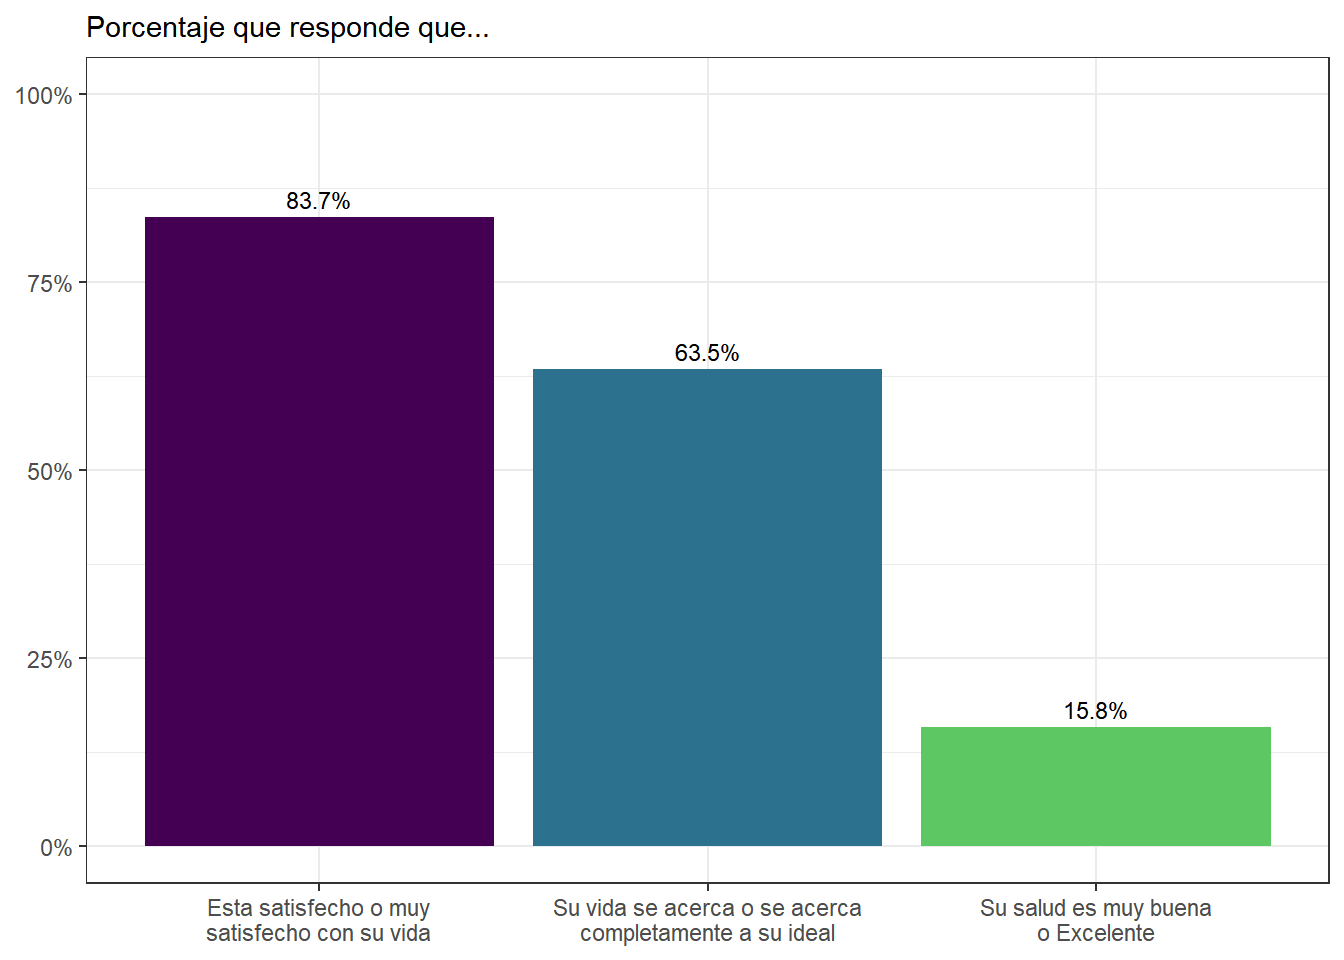 Porcentaje que responde que...
100%
75%
50%
25%
0%
83.7%
63.5%
15.8%
Esta satisfecho o muy
satisfecho con su vida
Su vida se acerca o se acerca
completamente a su ideal
Su salud es muy buena
o Excelente